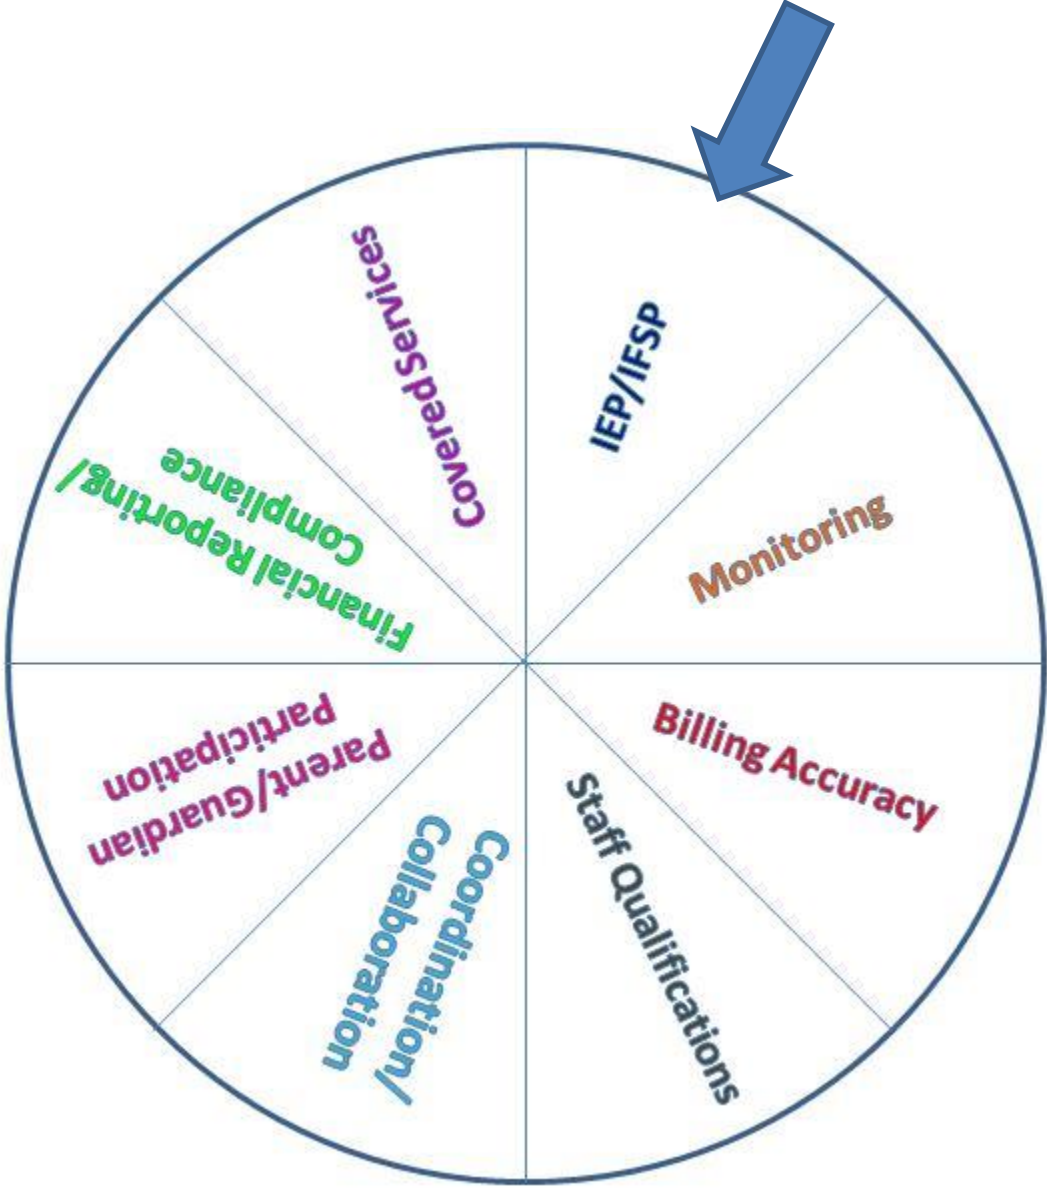 IEP/IFSP
Monitoring
Billing Accuracy
Staff Qualifications
Coordination/
Collaboration
Parent/Guardian
Participation
Financial Reporting/
Compliance
Covered Services